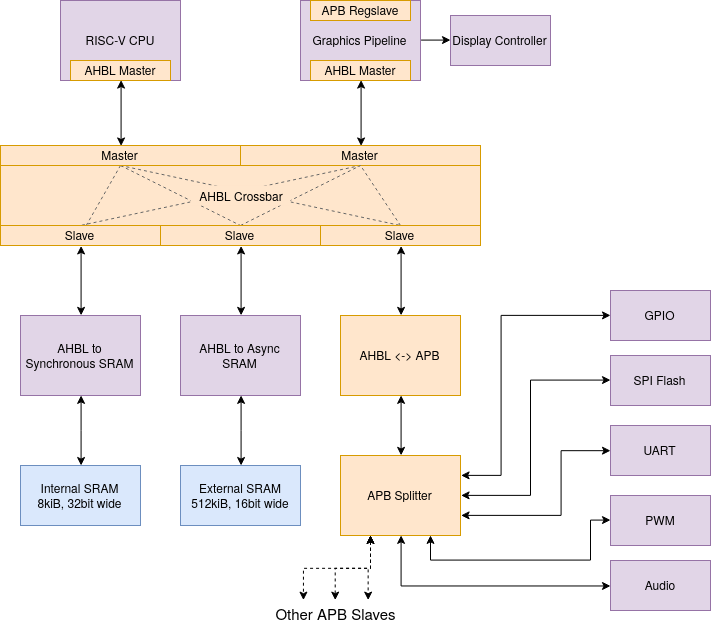 APB Regslave
RISC-V CPU
Graphics Pipeline
Display Controller
AHBL Master
AHBL Master
Master
Master
AHBL Crossbar
Slave
Slave
Slave
GPIO
AHBL to
Synchronous SRAM
AHBL to Async
SRAM
AHBL <-> APB
SPI Flash
UART
Internal SRAM
8kiB, 32bit wide
External SRAM
512kiB, 16bit wide
APB Splitter
PWM
Audio
Other APB Slaves